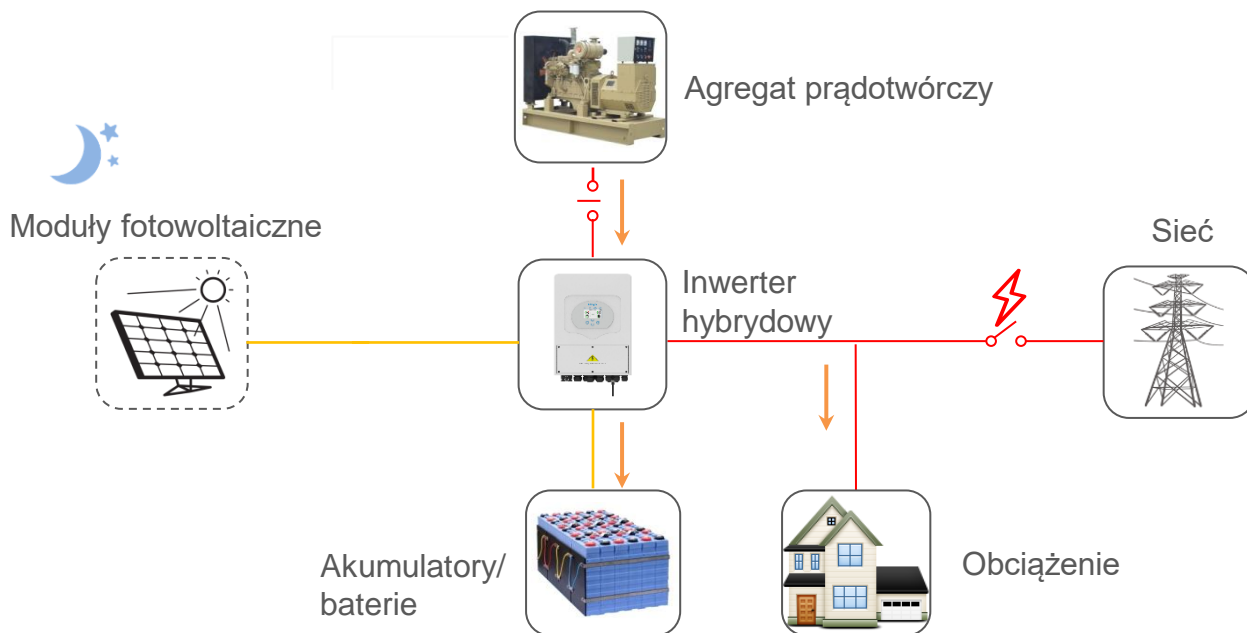 Agregat prądotwórczy
Moduły fotowoltaiczne
Sieć
Inwerter
hybrydowy
Akumulatory/
baterie
Obciążenie